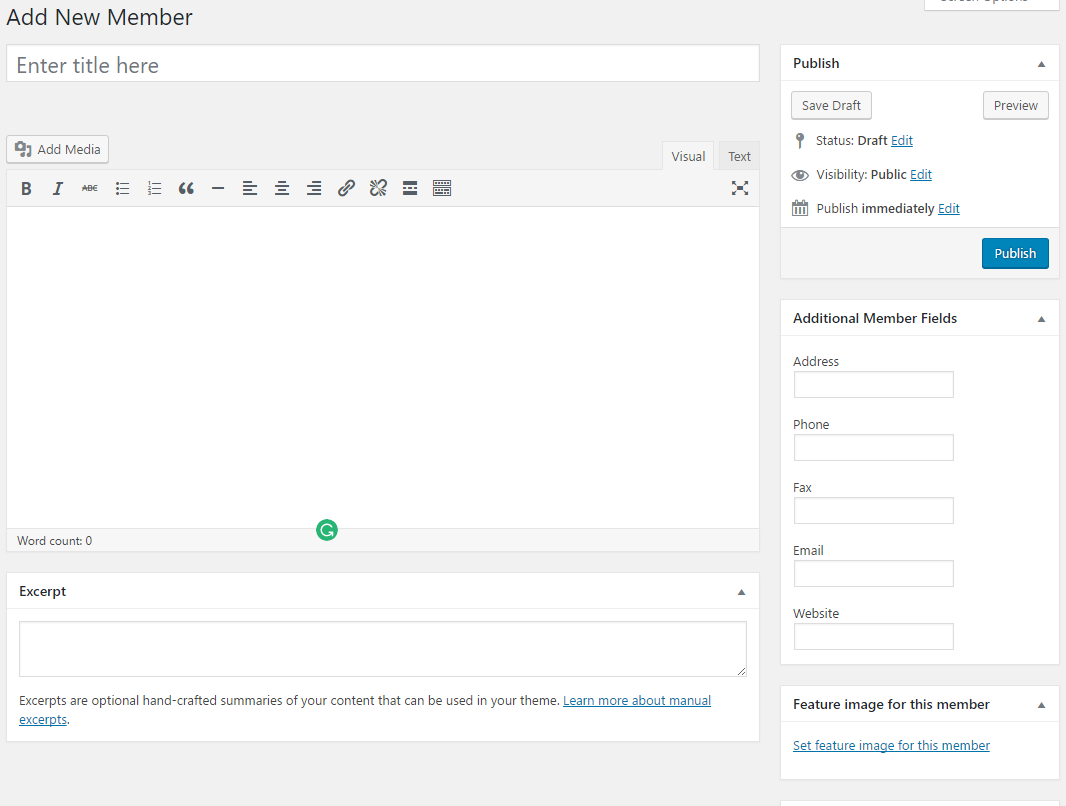 Add New Member
Screen Options
Enter title here
Add Media
Visual
Text
B I ABC
Word count: 0
Excerpt
Excerpts are optional hand-crafted summaries of your content that can be used in your theme. Learn more about manual
excerpts.
Publish
Save Draft
Preview
Status: Draft Edit
Visibility: Public Edit
Publish immediately Edit
Publish
Additional Member Fields
Address
Phone
Fax
Email
Website
Feature image for this member
Set feature image for this member